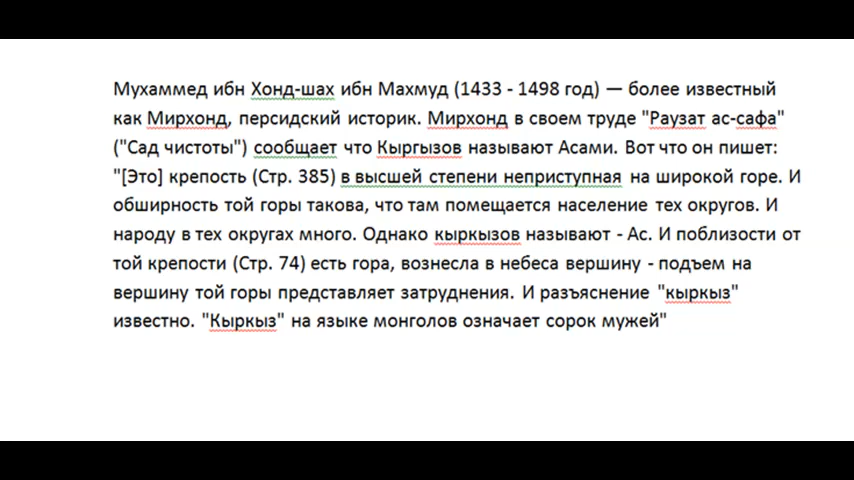 Мухаммед ибн Хонд-шах ибн Махмуд (1433 - 1498 год) — более известный
как Мирхонд, персидский историк. Мирхонд в своем труде "Раузат ас-сафа"
("Сад чистоты") сообщает что Кыргызов называют Асами. Вот что он пишет:
"[Это] крепость (Стр. 385) в высшей степени неприступная на широкой горе. И
обширность той горы такова, что там помещается население тех округов. И
народу в тех округах много. Однако кыркызов называют - Ас. И поблизости от
той крепости (Стр. 74) есть гора, вознесла в небеса вершину - подъем на
вершину той горы представляет затруднения. И разъяснение "кыркыз"
известно. "Кыркыз" на языке монголов означает сорок мужей"